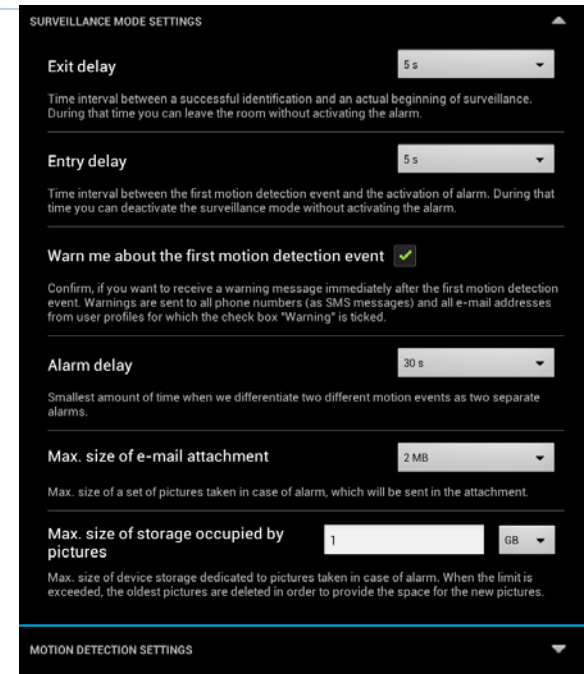 SURVEILLANCE MODE SETTINGS
Exit delay
5 s
Time interval between a successful identification and an actual beginning of surveillance.
During that time you can leave the room without activating the alarm.
Entry delay
5 s
Time interval between the first motion detection event and the activation of alarm. During that
time you can deactivate the surveillance mode without activating the alarm.
Warn me about the first motion detection event
Confirm, if you want to receive a warning message immediately after the first motion detection
event. Warnings are sent to all phone numbers (as SMS messages) and all e-mail addresses
from user profiles for which the check box "Warning" is ticked.
Alarm delay
30 s
Smallest amount of time when we differentiate two different motion events as two separate
alarms.
Max. size of e-mail attachment
2 MB
Max. size of a set of pictures taken in case of alarm, which will be sent in the attachment.
Max. size of storage occupied by
pictures
1
GB
Max. size of device storage dedicated to pictures taken in case of alarm. When the limit is
exceeded, the oldest pictures are deleted in order to provide the space for the new pictures.
MOTION DETECTION SETTINGS